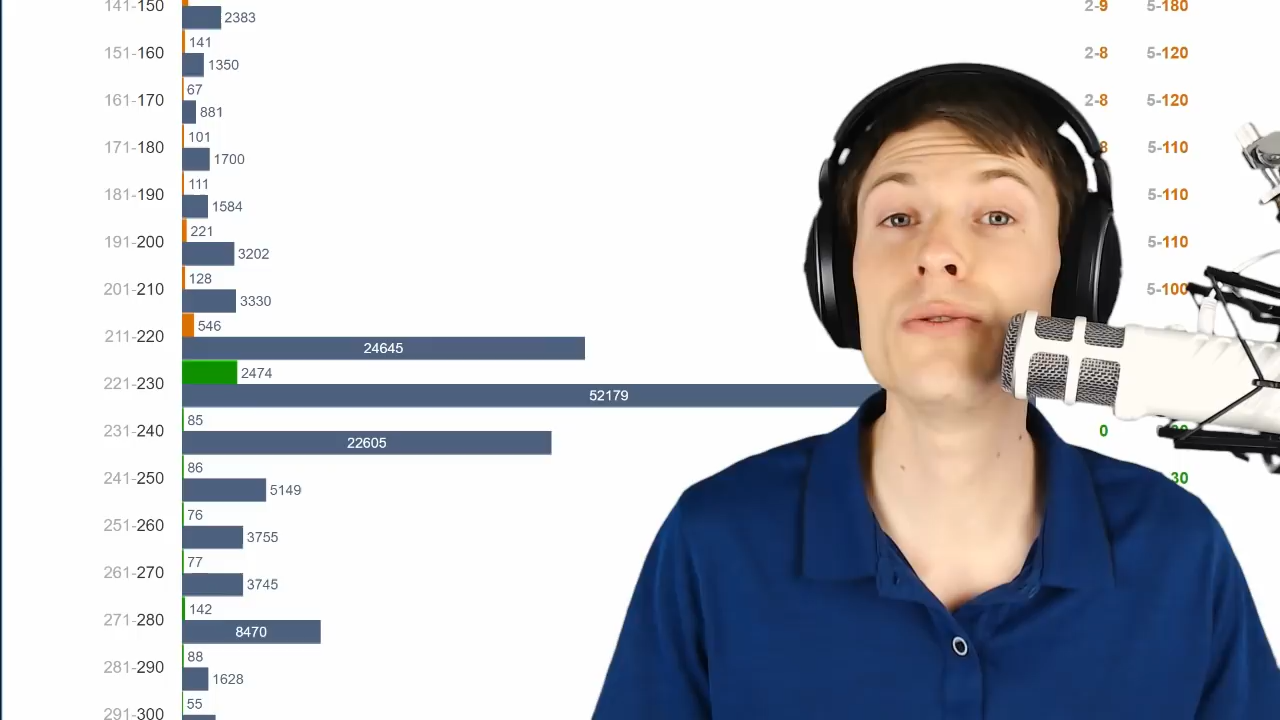 141-150 2383 2-9 5-180
141
151-160 1350 2-8 5-120
67
161-170 881 2-8 5-120
101
171-180 1700 8 5-110
111
181-190 1584 5-110
221
191-200 3202 5-110
128
201-210 3330 5-100
546
211-220 24645
2474
221-230 52179
85
231-240 22605 0
86
241-250 5149 30
76
251-260 3755
77
261-270 3745
142
271-280 8470
88
281-290 1628
55
291-300